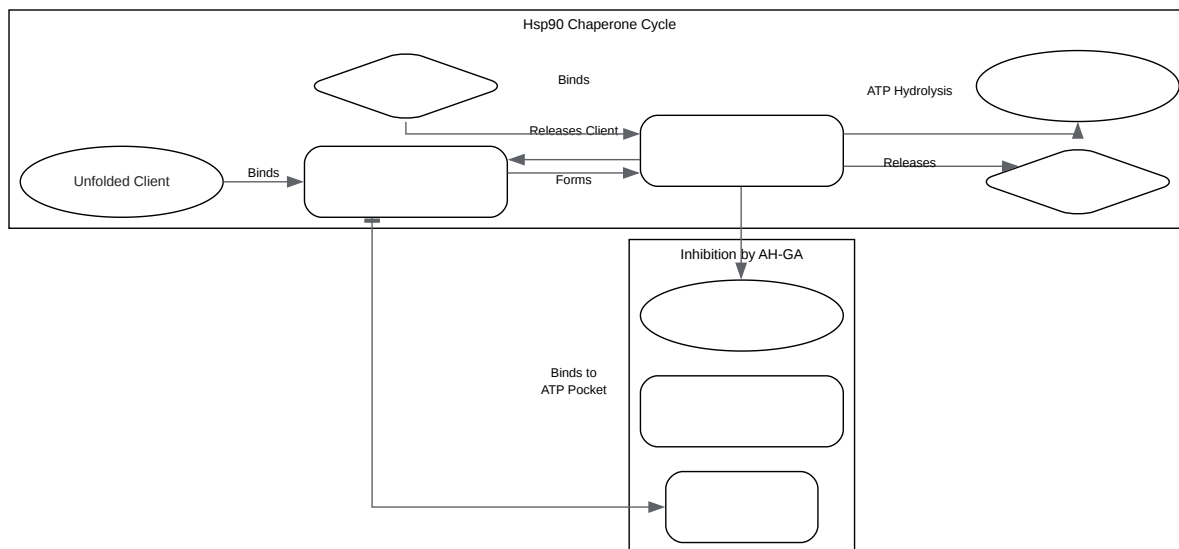 Hsp90 Chaperone Cycle
Binds
ATP Hydrolysis
Releases Client
Unfolded Client
Binds
Forms
Releases
Inhibition by AH-GA
Binds to
ATP Pocket